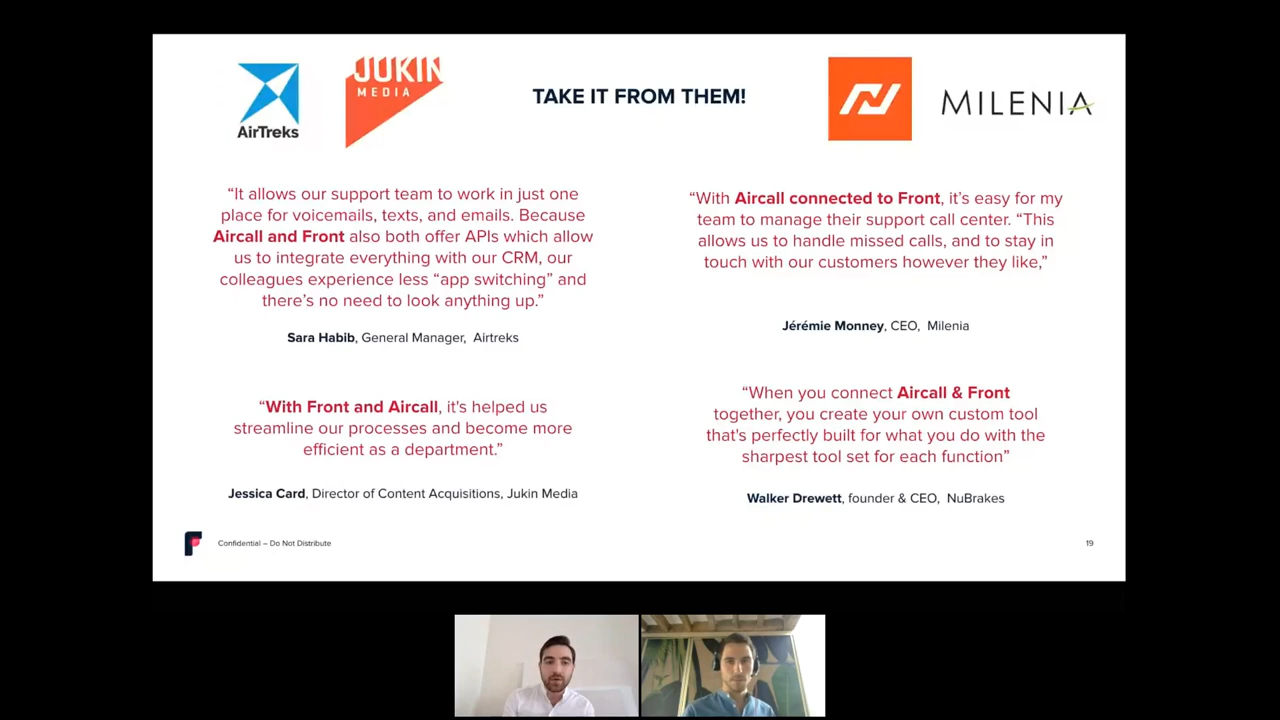 AirTreks
JUKIN
MEDIA
TAKE IT FROM THEM!
MILENIA
“It allows our support team to work in just one
place for voicemails, texts, and emails. Because
Aircall and Front also both offer APIs which allow
us to integrate everything with our CRM, our
colleagues experience less “app switching” and
there’s no need to look anything up.”
Sara Habib, General Manager, Airtreks
“With Aircall connected to Front, it’s easy for my
team to manage their support call center. “This
allows us to handle missed calls, and to stay in
touch with our customers however they like,”
Jérémie Monney, CEO, Milenia
“With Front and Aircall, it's helped us
streamline our processes and become more
efficient as a department.”
Jessica Card, Director of Content Acquisitions, Jukin Media
“When you connect Aircall & Front
together, you create your own custom tool
that's perfectly built for what you do with the
sharpest tool set for each function”
Walker Drewett, founder & CEO, NuBrakes
Confidential – Do Not Distribute
19